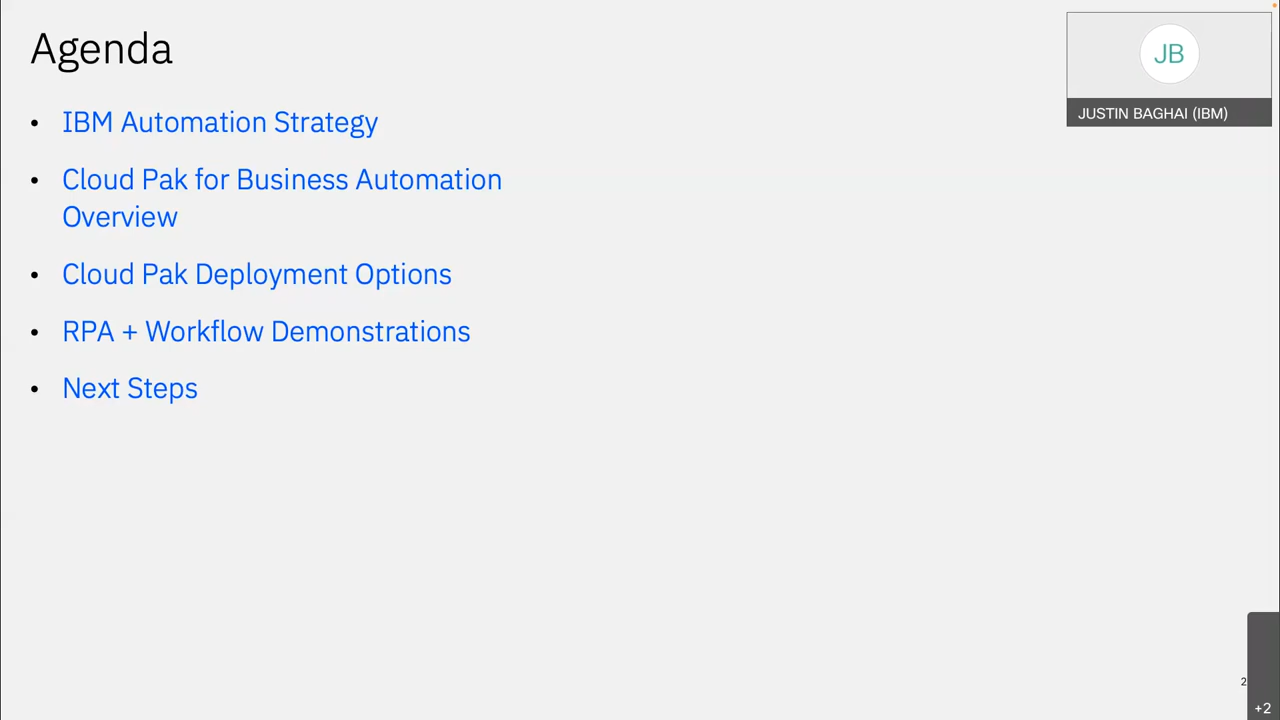 Agenda
JB
JUSTIN BAGHAI (IBM)
• IBM Automation Strategy
• Cloud Pak for Business Automation
Overview
• Cloud Pak Deployment Options
• RPA + Workflow Demonstrations
• Next Steps
2
+2